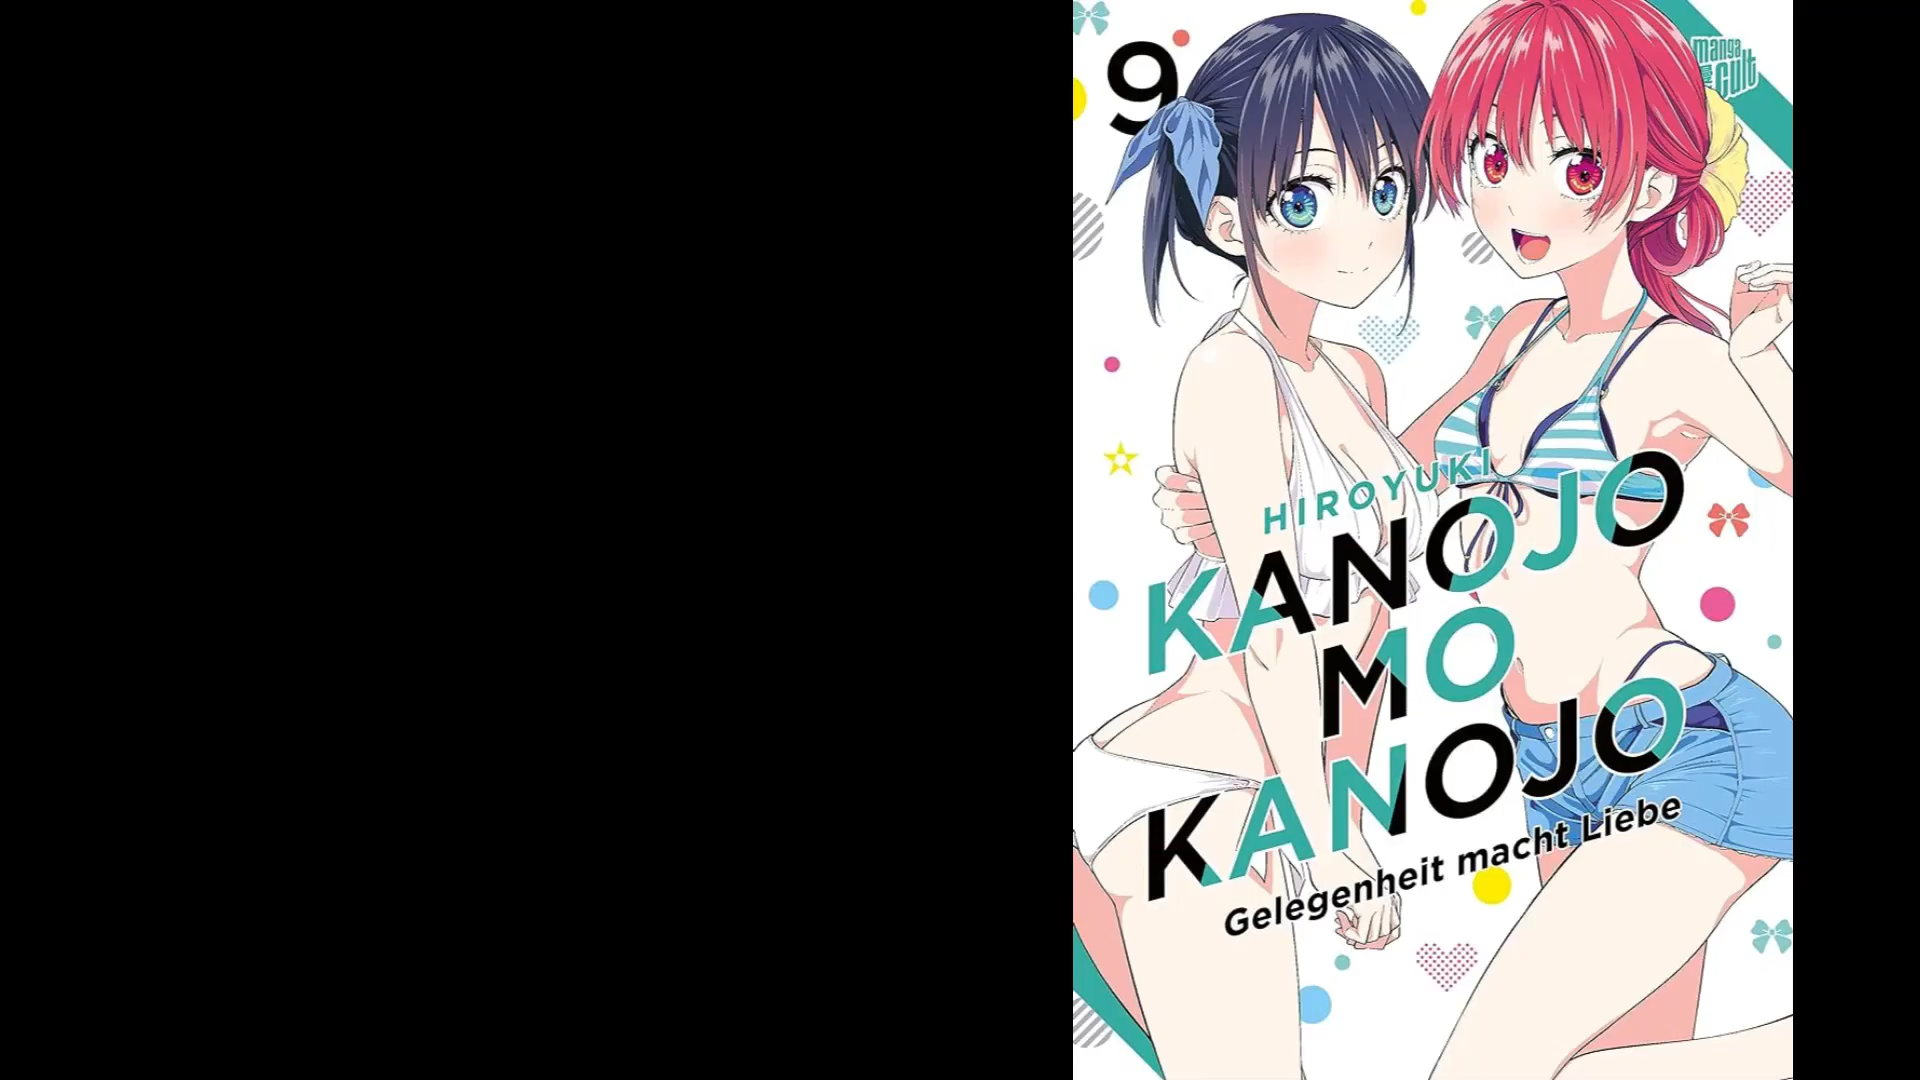 9
manga
cult
HIROYUKI
KANOJO
MO
KANOJO
Gelegenheit macht Liebe